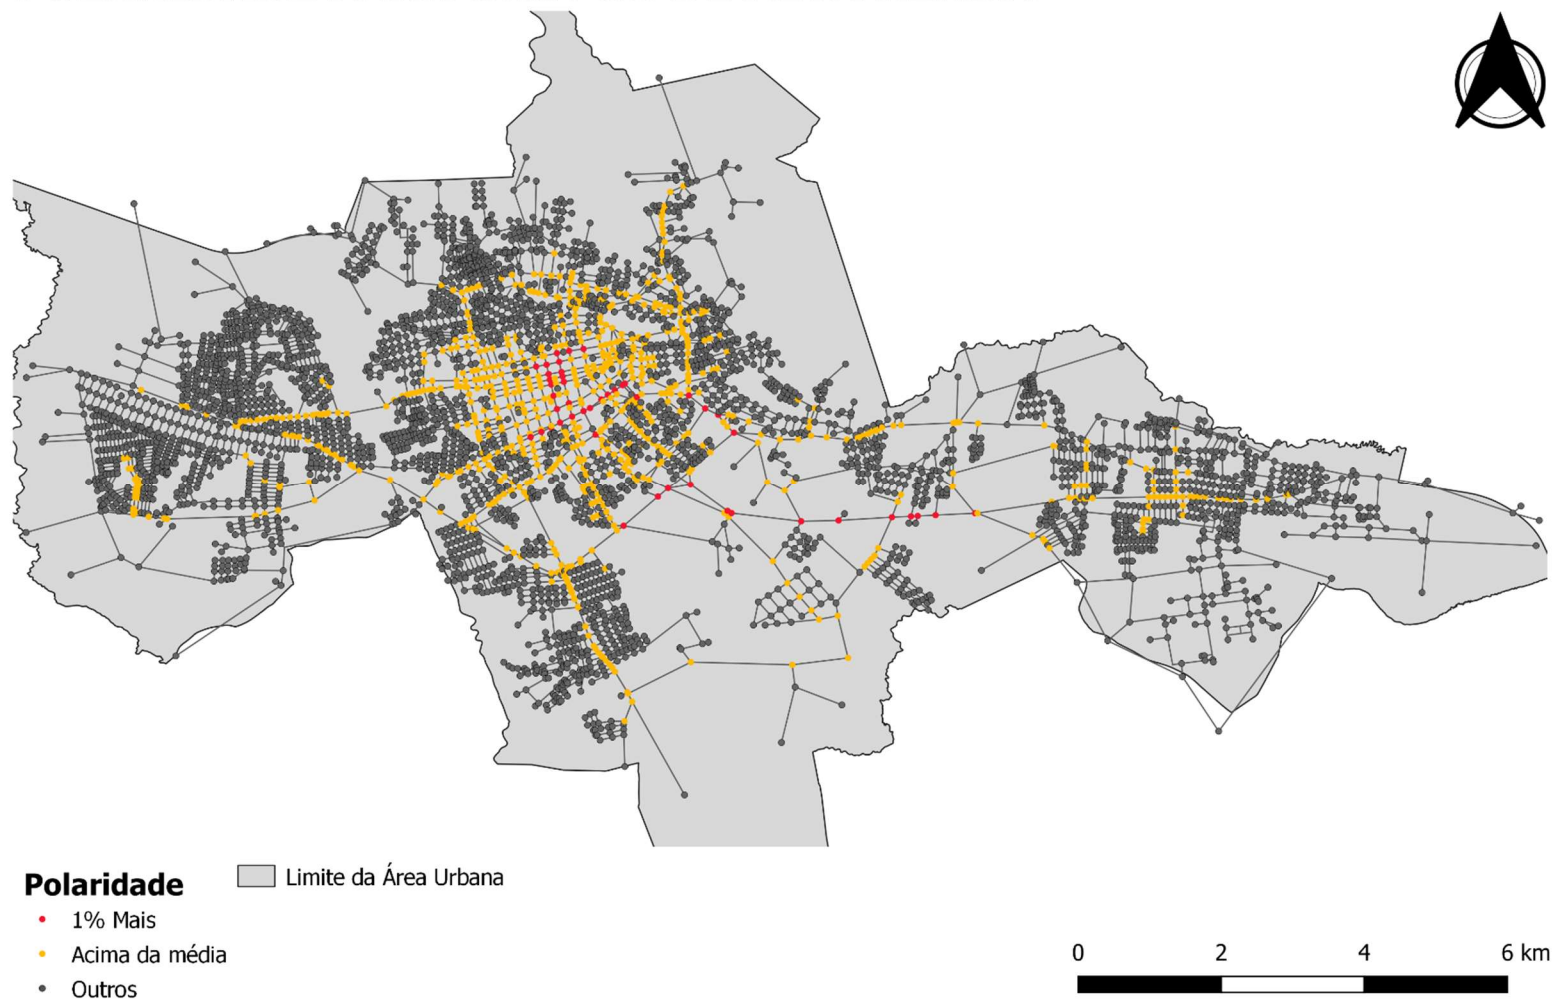 Polaridade
Limite da Área Urbana
1% Mais
Acima da média
Outros
0 2 4 6 km